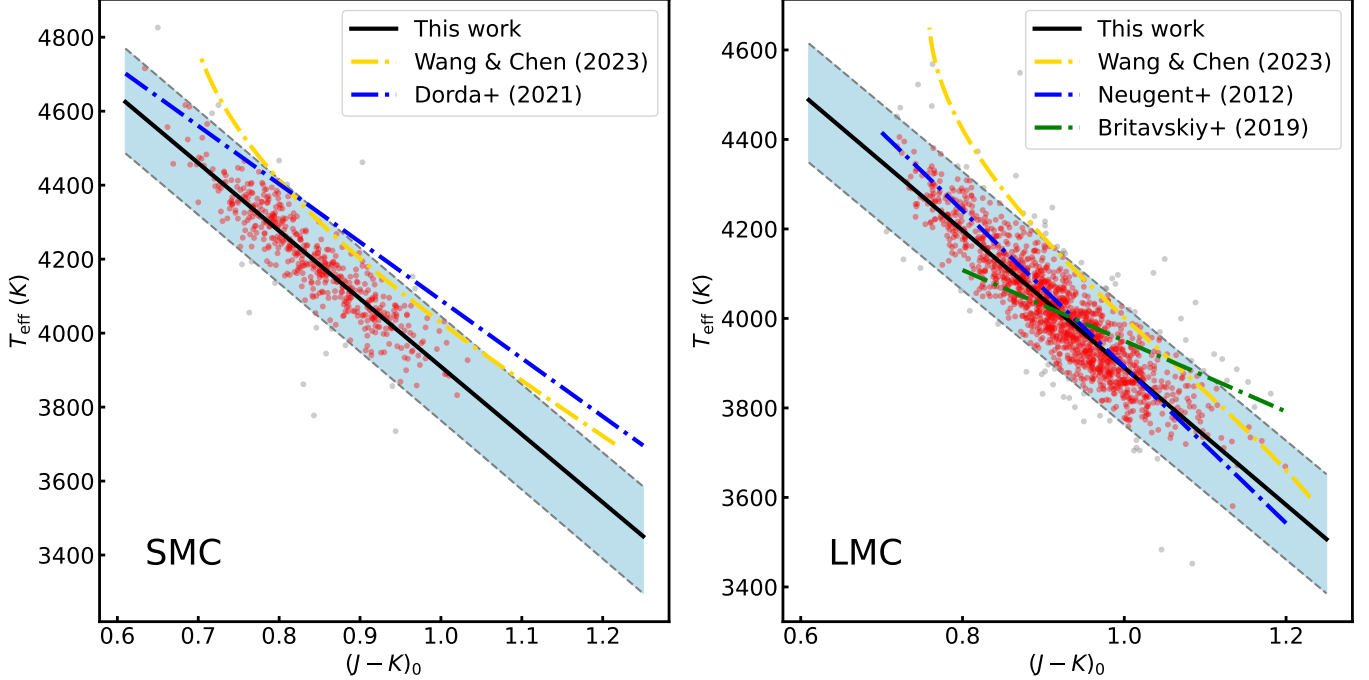 This work
Wang & Chen (2023)
Dorda+ (2021)
4800
4600
4400
4200
4000
3800
3600
3400
T_eff (K)
SMC
0.6 0.7 0.8 0.9 1.0 1.1 1.2
(J − K)₀
This work
Wang & Chen (2023)
Neugent+ (2012)
Britavskiy+ (2019)
4600
4400
4200
4000
3800
3600
3400
T_eff (K)
LMC
0.6 0.8 1.0 1.2
(J − K)₀